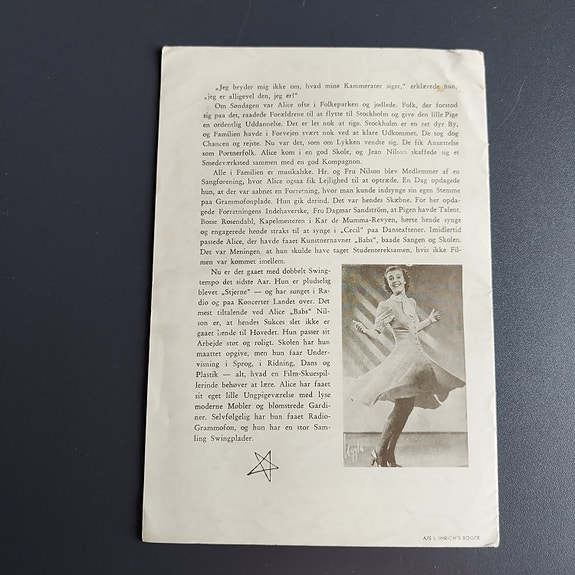 „Jeg bryder mig ikke om, hvad mine Kammerater siger," erklærede hun,
„jeg er alligevel den, jeg er!"
Om Søndagen var Alice ofte i Folkeparken og jodlede. Folk, der forstod
sig paa det, raadede Forældrene til at flytte til Stockholm og give den lille Pige
en ordentlig Uddannelse. Det er let nok at sige. Stockholm er en ret dyr By,
og Familien havde i Forvejen svært nok ved at klare Udkommet. De tog dog
Chancen og rejste. Nu var det, som om Lykken vendte sig. De fik Ansættelse
som Portnerfolk. Alice kom i en god Skole, og Jean Nilson skaffede sig et
Smedeværksted sammen med en god Kompagnon.
Alle i Familien er musikalske. Hr. og Fru Nilson blev Medlemmer af en
Sangforening, hvor Alice ogsaa fik Lejlighed til at optræde. En Dag opdagede
hun, at der var aabnet en Forretning, hvor man kunde indsynge sin egen Stemme
paa Grammofonplade. Hun gik derind. Det var hendes Skæbne. For her opda-
gede Forretningens Indehaverske, Fru Dagmar Sandström, at Pigen havde Talent.
Bosse Rosendahl, Kapelmesteren i Kar de Mumma-Revyen, hørte hende synge
og engagerede hende straks til at synge i „Cecil" paa Danseaftener. Imidlertid
passede Alice, der havde faaet Kunstnernavnet „Babs", baade Sangen og Skolen.
Det var Meningen, at hun skulde have taget Studentereksamen, hvis ikke Fil-
men var kommet imellem.
Nu er det gaaet med dobbelt Swing-
tempo det sidste Aar. Hun er pludselig
blevet „Stjerne" — og har sunget i Ra-
dio og paa Koncerter Landet over. Det
mest tiltalende ved Alice „Babs" Nil-
son er, at hendes Sukces slet ikke er
gaaet hende til Hovedet. Hun passer sit
Arbejde støt og roligt. Skolen har hun
maattet opgive, men hun faar Under-
visning i Sprog, i Ridning, Dans og
Plastik — alt, hvad en Film-Skuespil-
lerinde behøver at lære. Alice har faaet
sit eget lille Ungpigeværelse med lyse
moderne Møbler og blomstrede Gardi-
ner. Selvfølgelig har hun faaet Radio-
Grammofon, og hun har en stor Sam-
ling Swingplader.
A/S L. IHRICH'S BOGTR.